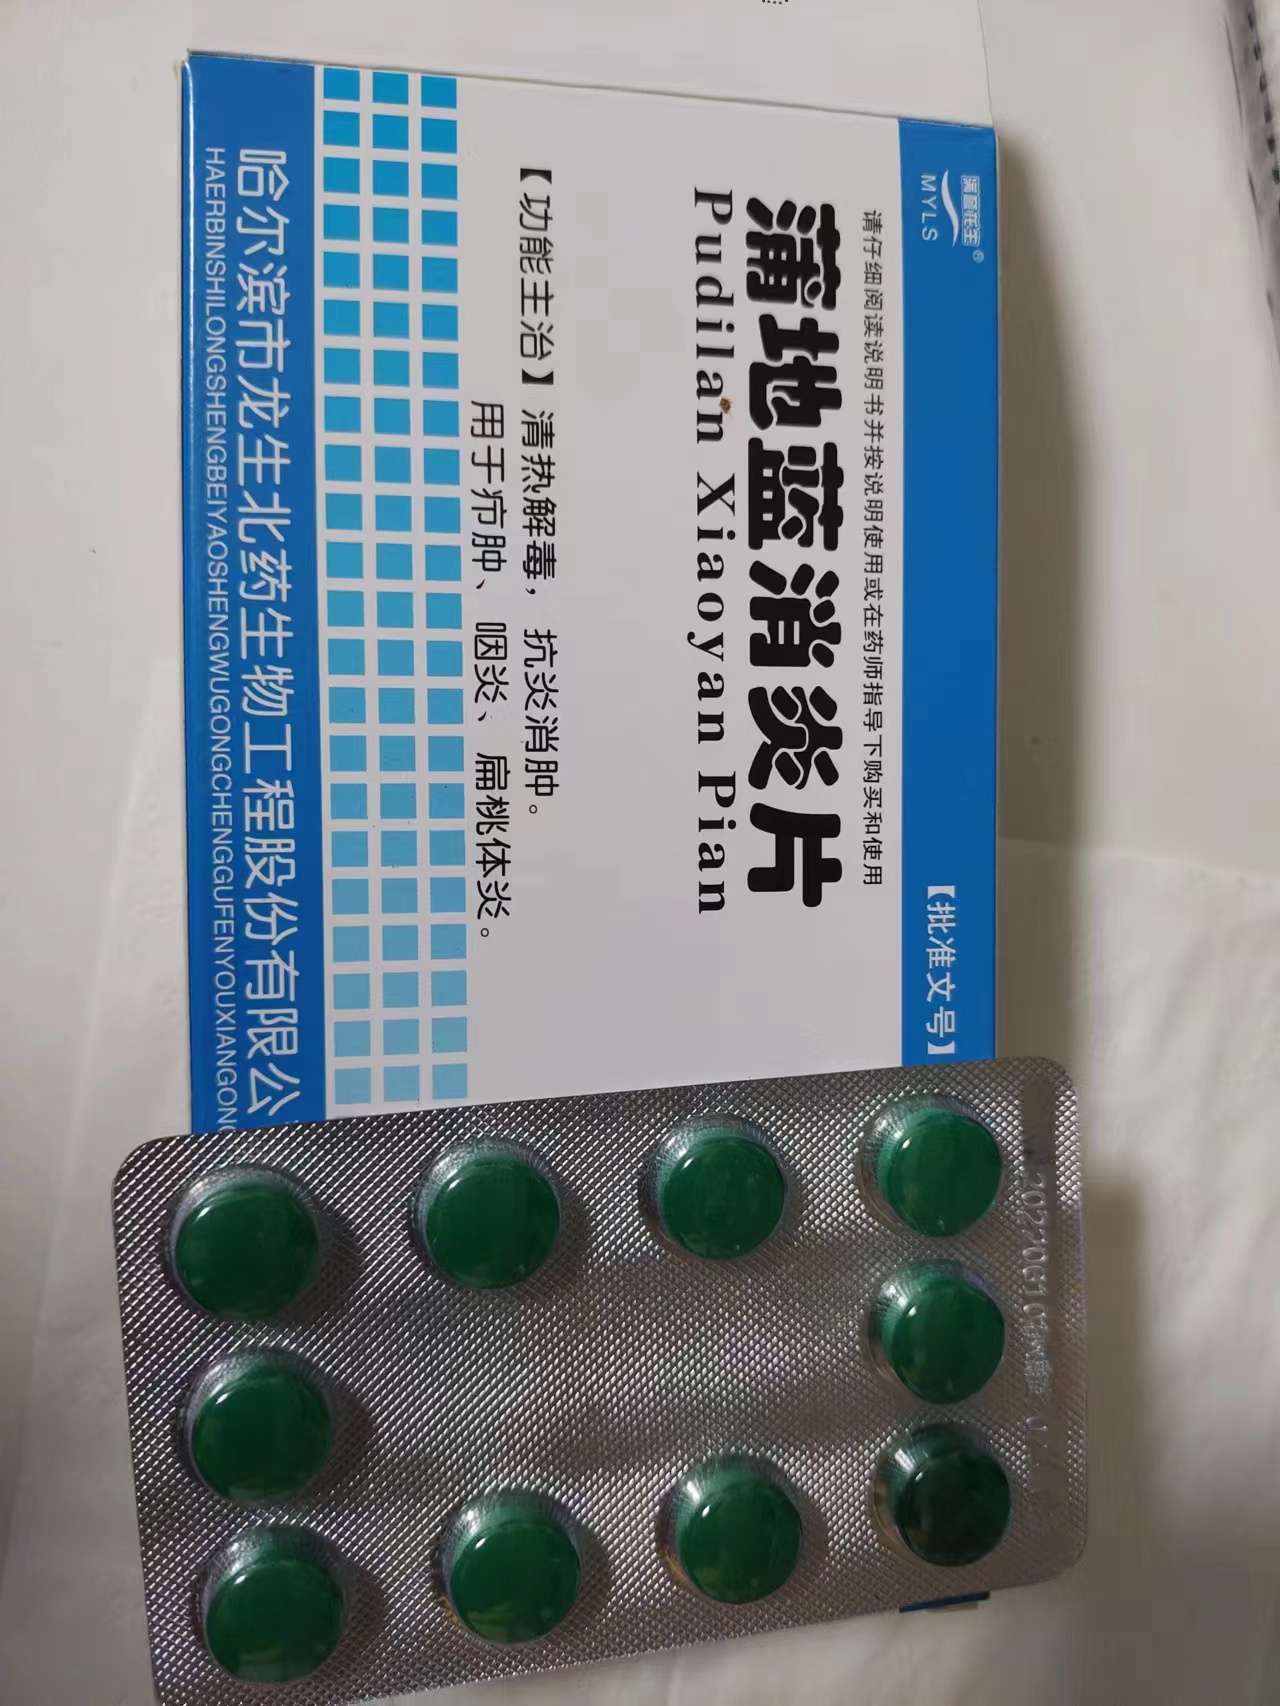 MYLS
【批准文号】
请仔细阅读说明书并按说明使用或在药师指导下购买和使用
蒲地蓝消炎片
Pudilan Xiaoyan Pian
【功能主治】清热解毒，抗炎消肿。
用于疖肿、咽炎、扁桃体炎。
哈尔滨市龙生北药生物工程股份有限公
HAERBINSHILONGSHENGBEIYAOSHENGWUGONGCHENGGUFENYOUXIANGON